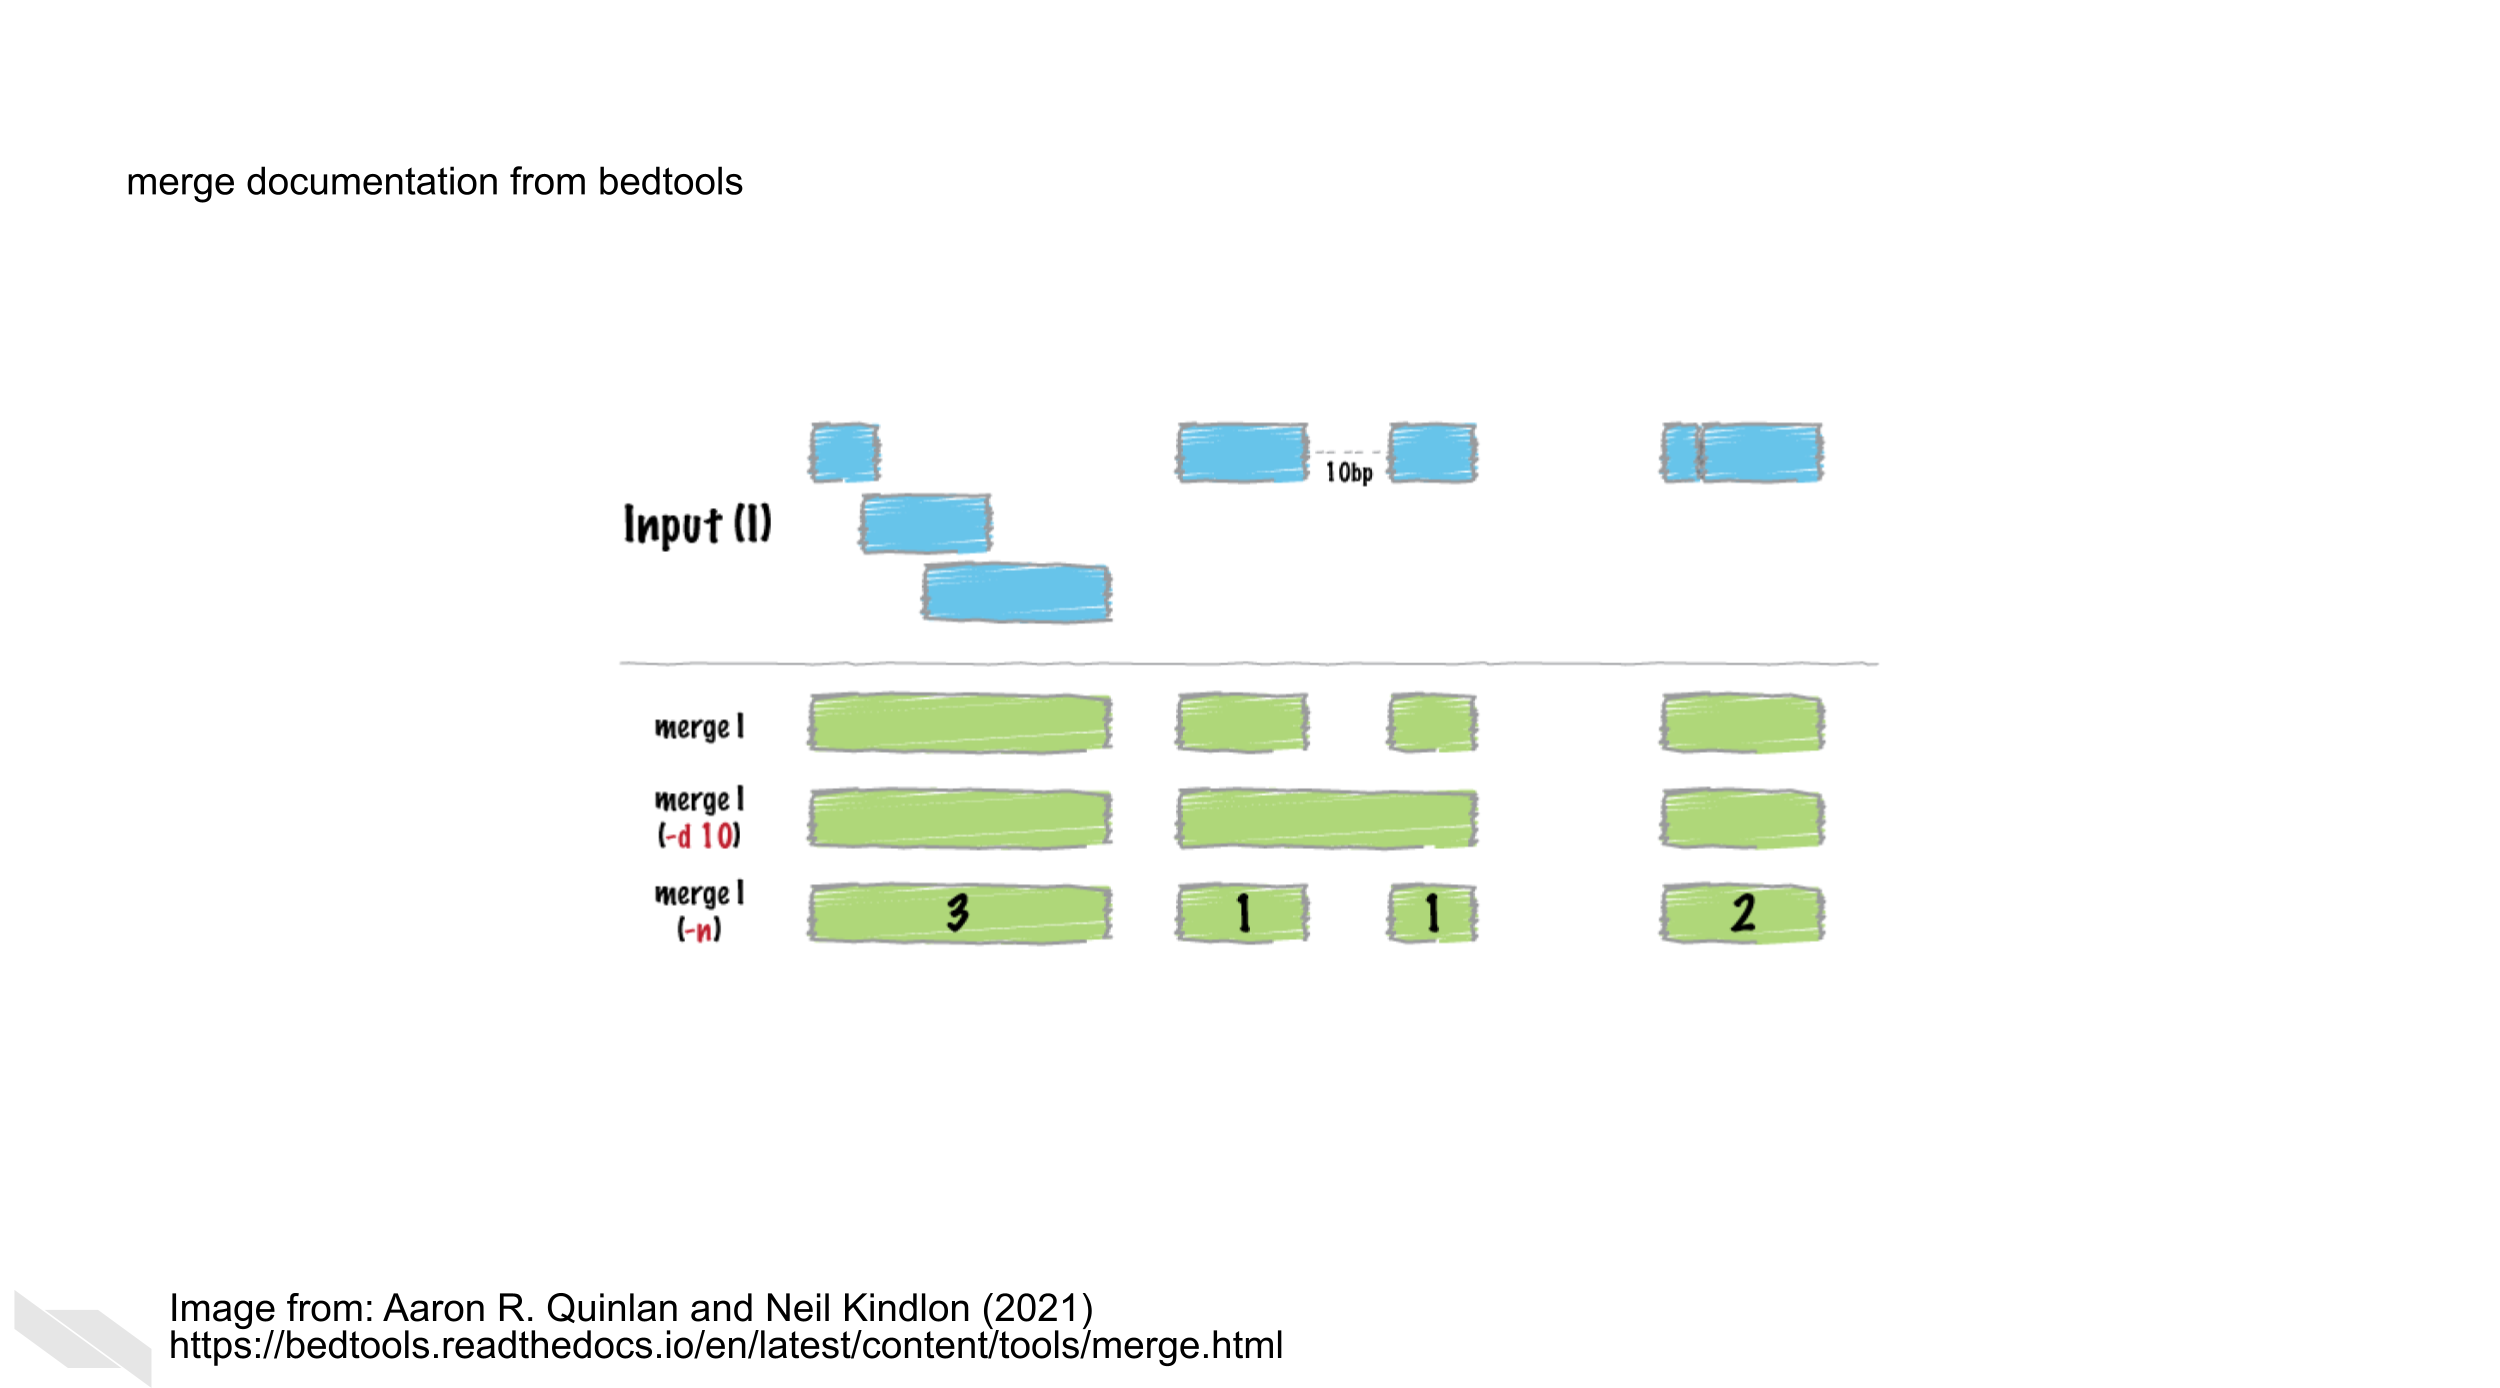 merge documentation from bedtools
10bp
Input (I)
merge I
merge I
(-d 10)
merge I
(-n)
3
1
1
2
Image from: Aaron R. Quinlan and Neil Kindlon (2021)
https://bedtools.readthedocs.io/en/latest/content/tools/merge.html